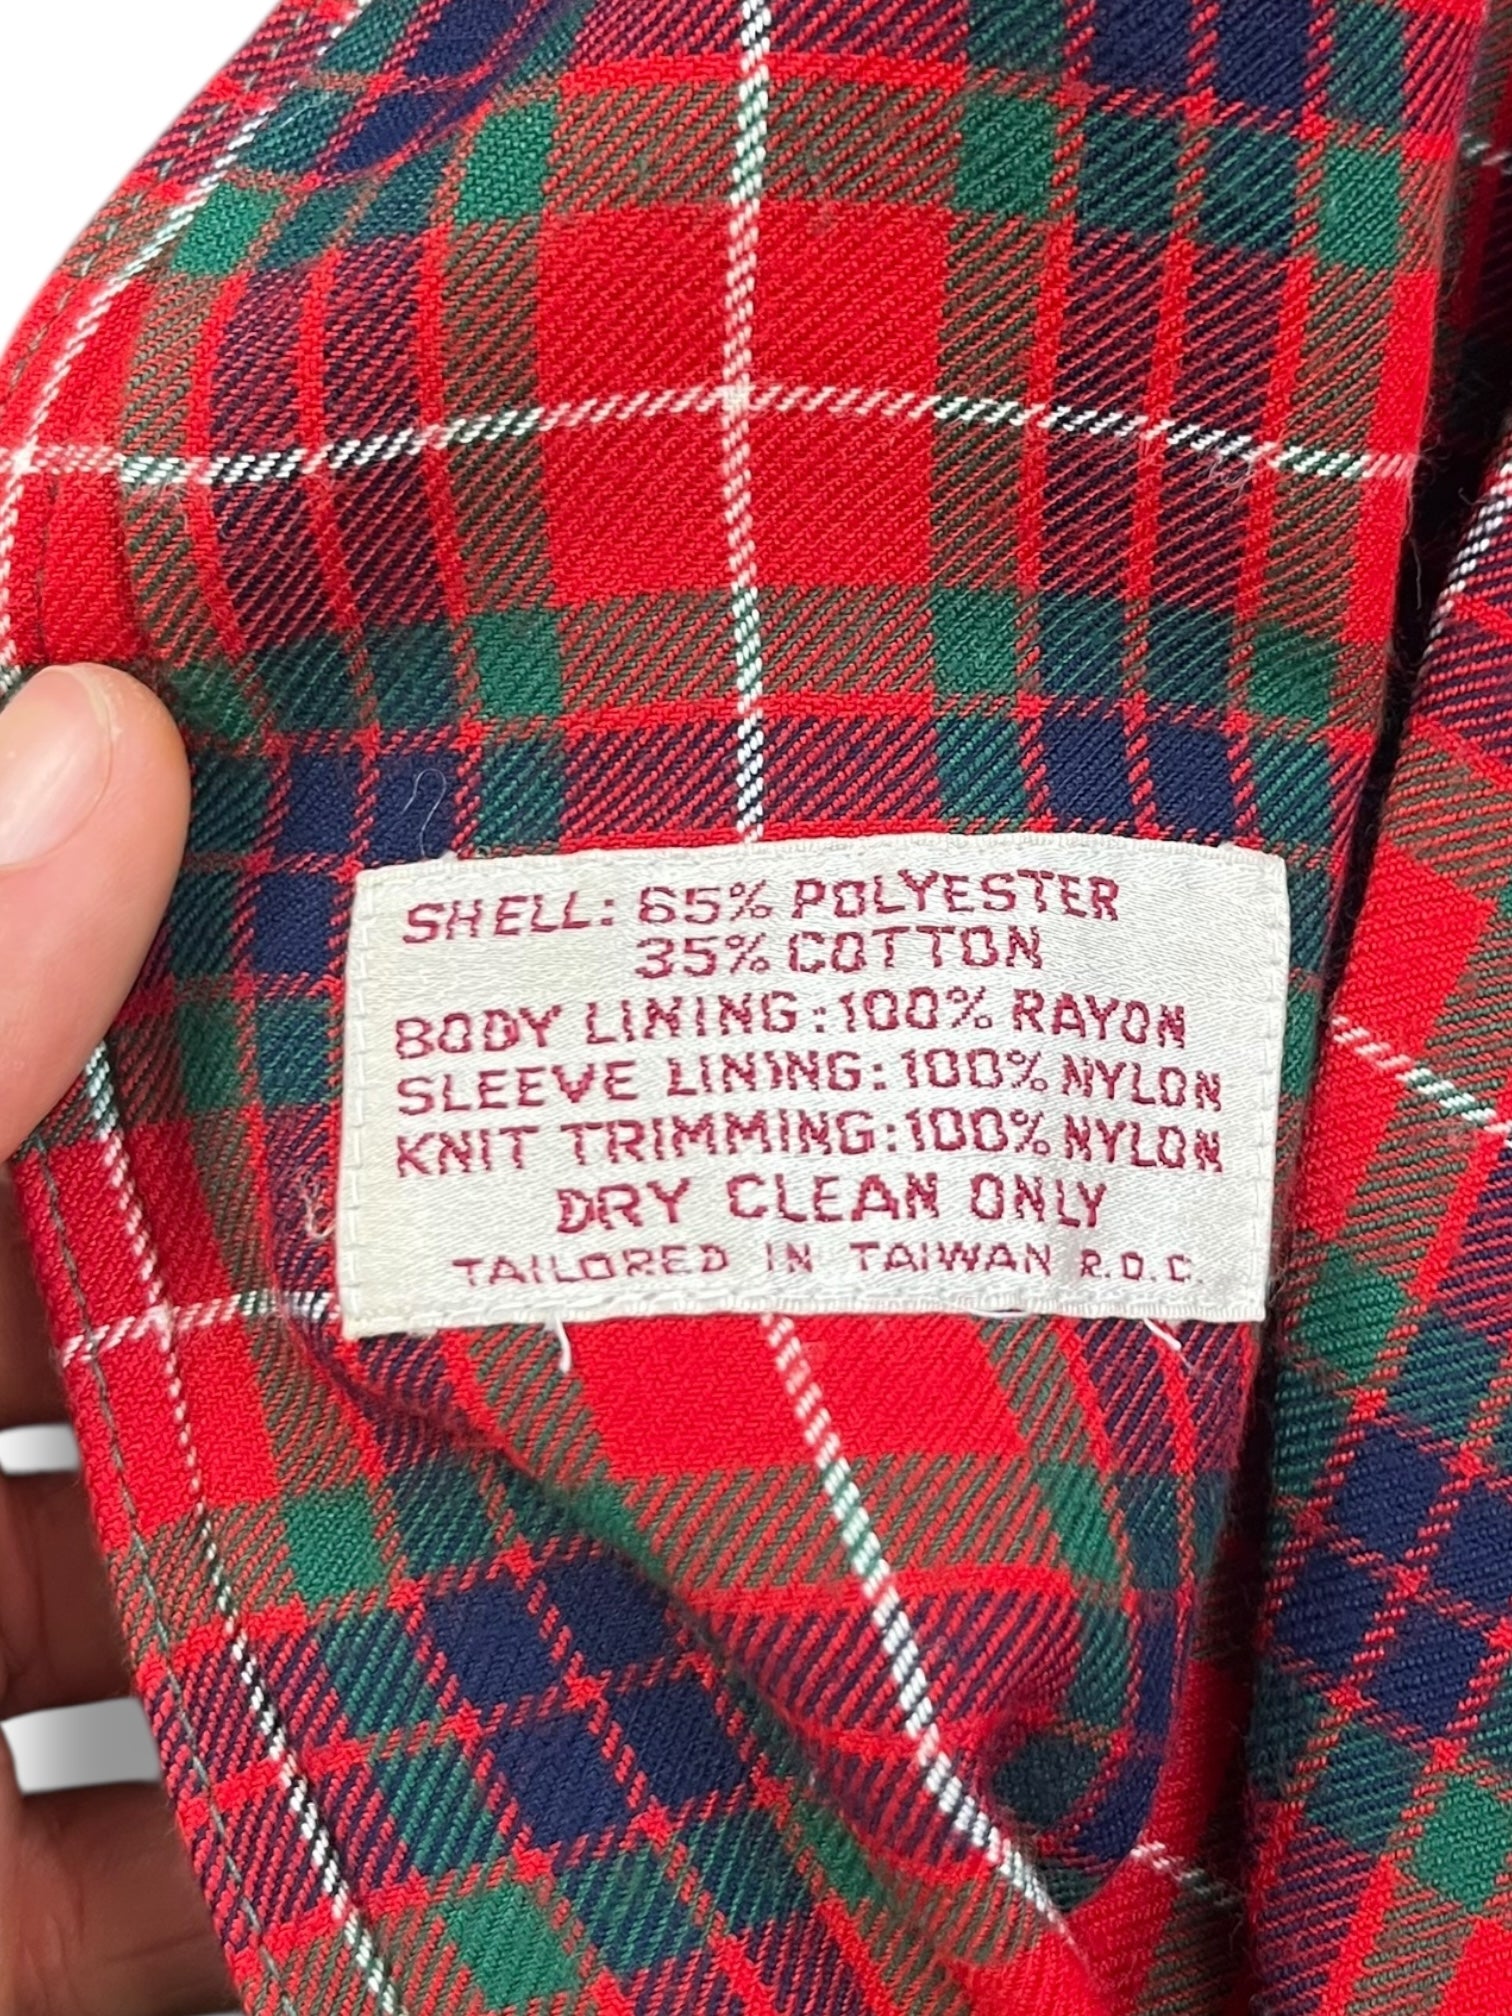 SHELL: 65% POLYESTER
35% COTTON
BODY LINING: 100% RAYON
SLEEVE LINING: 100% NYLON
KNIT TRIMMING: 100% NYLON
DRY CLEAN ONLY
TAILORED IN TAIWAN R.O.C.